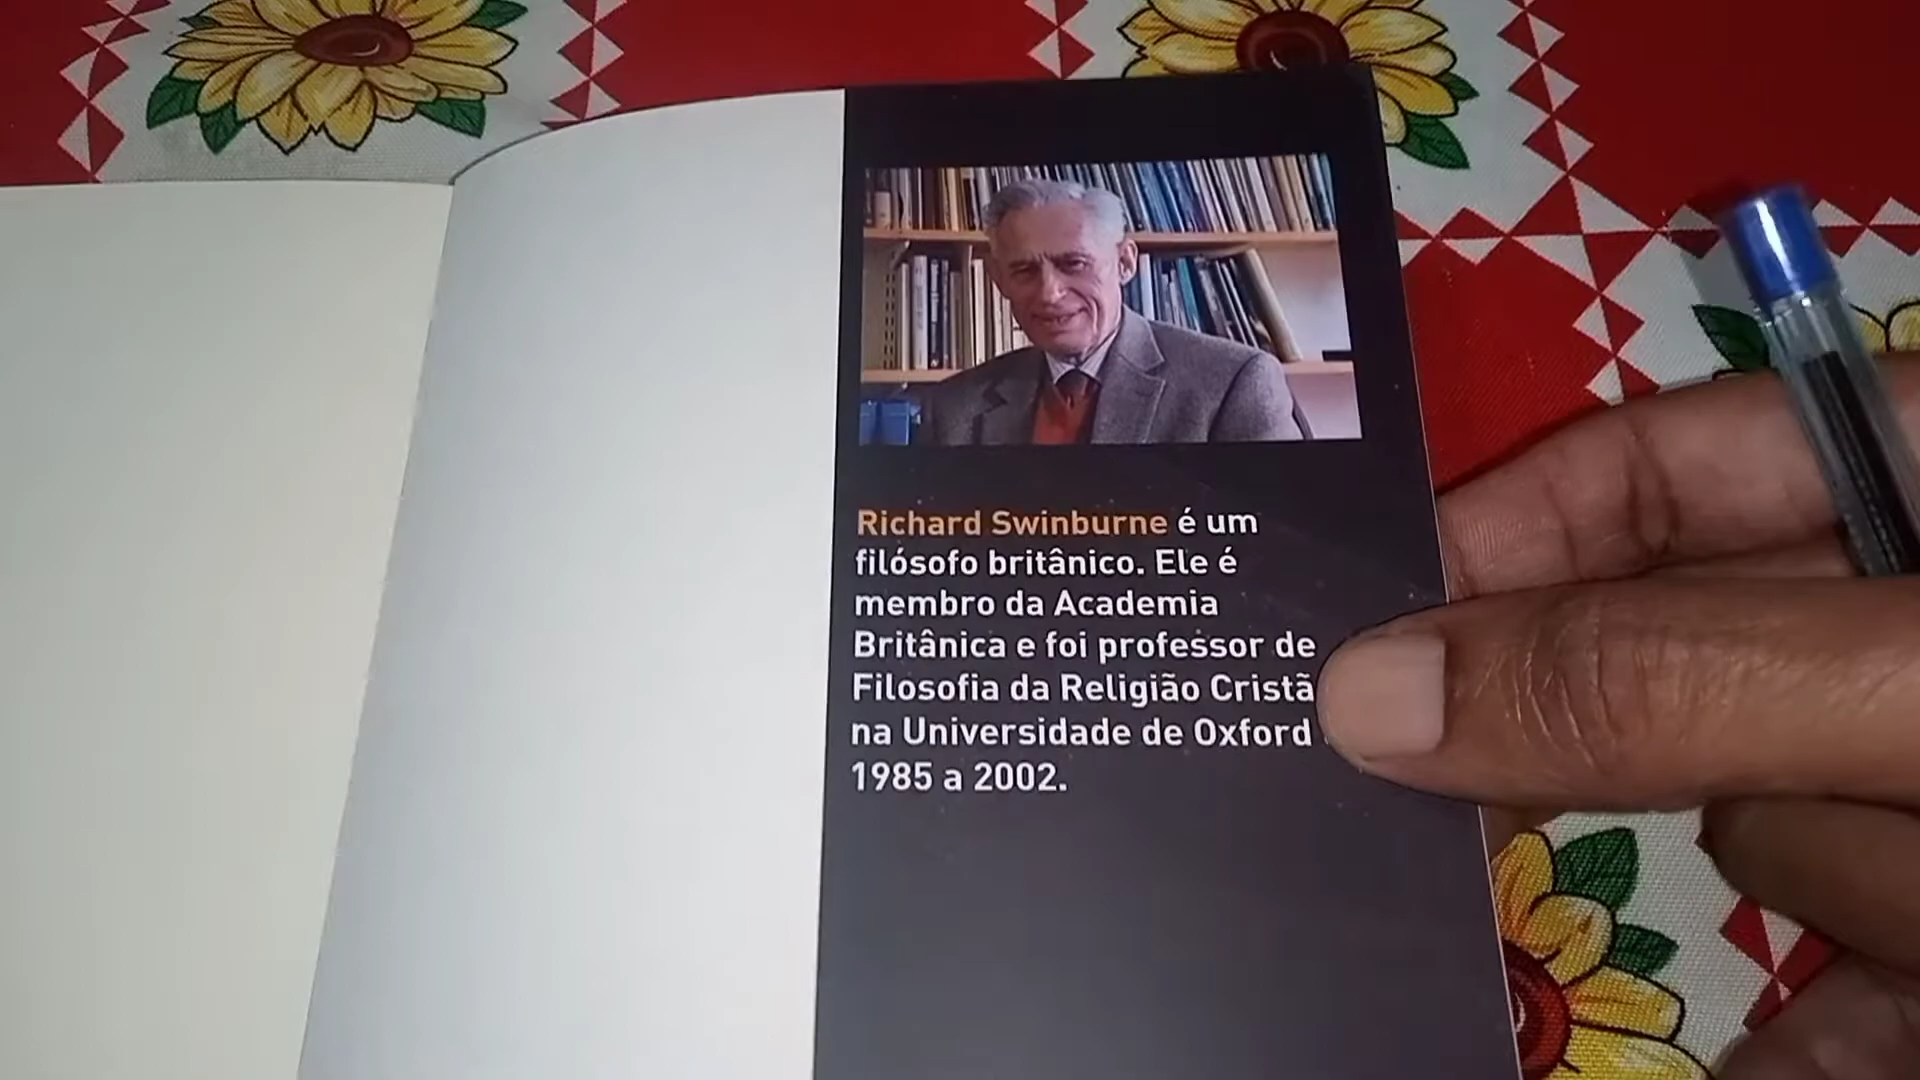 Richard Swinburne é um
filósofo britânico. Ele é
membro da Academia
Britânica e foi professor de
Filosofia da Religião Cristã
na Universidade de Oxford
1985 a 2002.